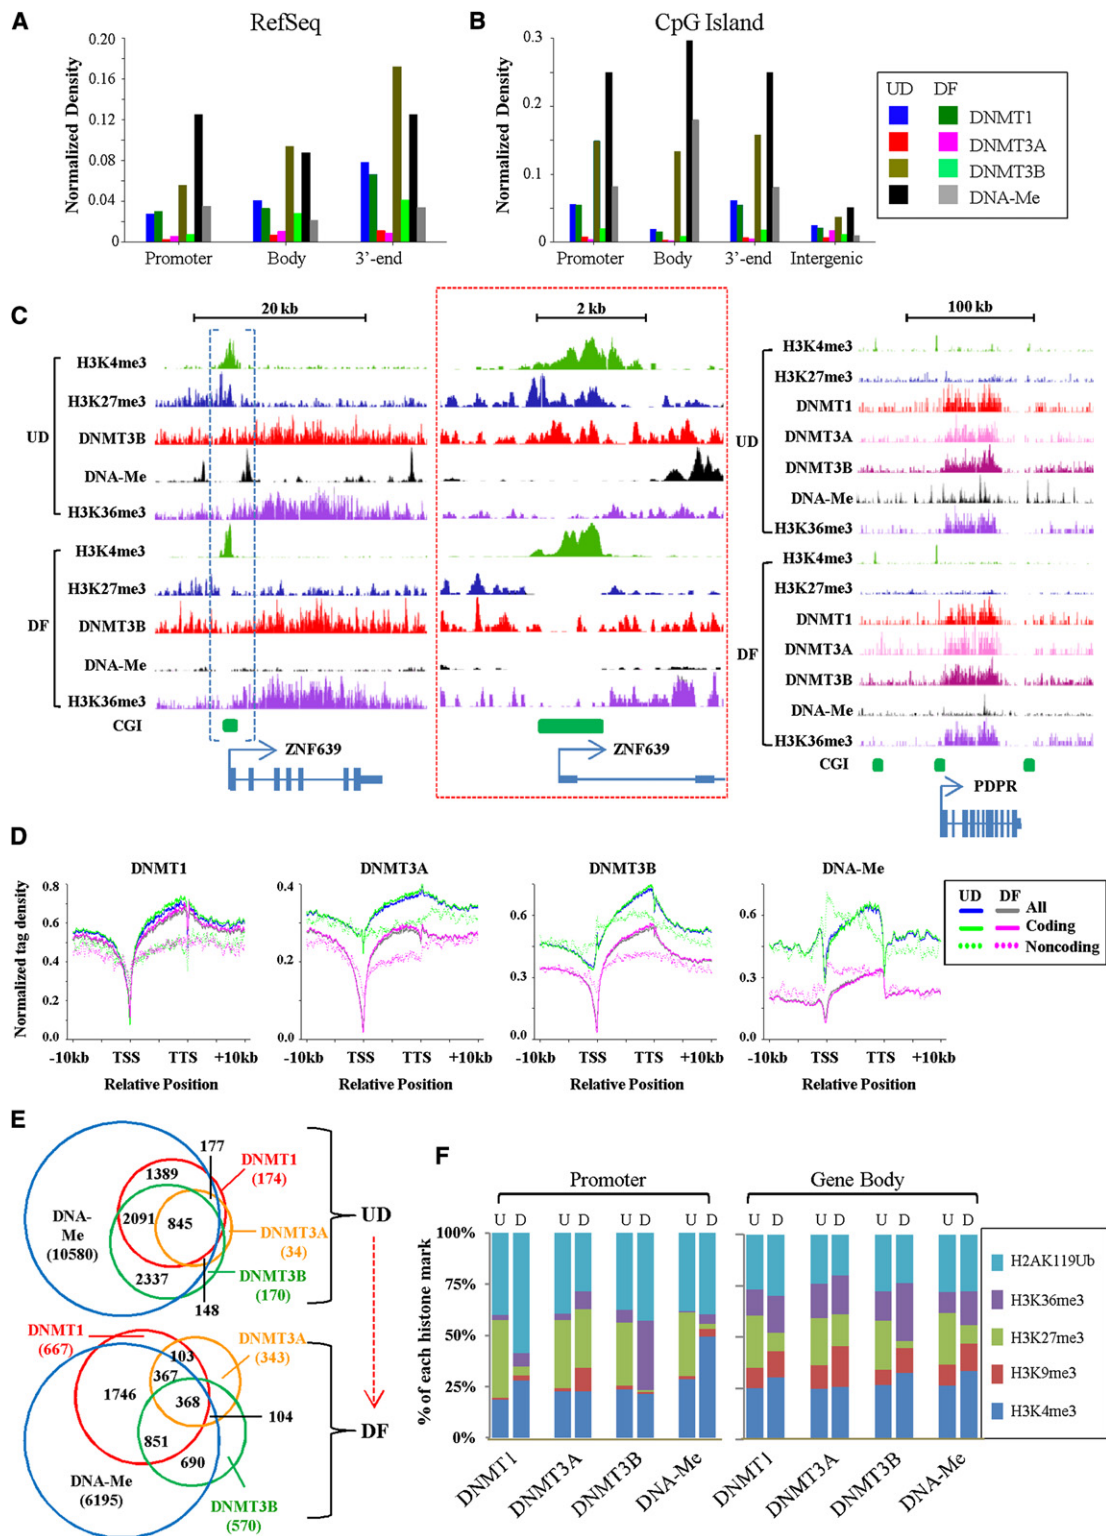 A
RefSeq
Normalized Density
0.20
0.16
0.12
0.08
0.04
0
Promoter Body 3'-end
B
CpG Island
Normalized Density
0.3
0.2
0.1
0
Promoter Body 3'-end Intergenic
UD DF
DNMT1
DNMT3A
DNMT3B
DNA-Me
C
20 kb
2 kb
100 kb
UD
H3K4me3
H3K27me3
DNMT3B
DNA-Me
H3K36me3
DF
H3K4me3
H3K27me3
DNMT3B
DNA-Me
H3K36me3
CGI
ZNF639
ZNF639
UD
H3K4me3
H3K27me3
DNMT1
DNMT3A
DNMT3B
DNA-Me
H3K36me3
DF
H3K4me3
H3K27me3
DNMT1
DNMT3A
DNMT3B
DNA-Me
H3K36me3
CGI
PDPR
D
Normalized tag density
DNMT1
0.8
0.6
0.4
0.2
0.0
-10kb TSS TTS +10kb
Relative Position
DNMT3A
0.4
0.2
0.0
-10kb TSS TTS +10kb
Relative Position
DNMT3B
0.6
0.3
0.0
-10kb TSS TTS +10kb
Relative Position
DNA-Me
0.6
0.3
0.0
-10kb TSS TTS +10kb
Relative Position
UD DF
All
Coding
Noncoding
E
177
DNMT1
(174)
1389
2091
845
DNA-
Me
(10580)
DNMT3A
(34)
DNMT3B
(170)
2337
148
UD
DNMT1
(667)
DNMT3A
(343)
103
367
1746
368
104
851
690
DNA-Me
(6195)
DNMT3B
(570)
DF
F
Promoter
Gene Body
U D U D U D U D
U D U D U D U D
% of each histone mark
100%
75%
50%
25%
0%
DNMT1 DNMT3A DNMT3B DNA-Me
DNMT1 DNMT3A DNMT3B DNA-Me
H2AK119Ub
H3K36me3
H3K27me3
H3K9me3
H3K4me3